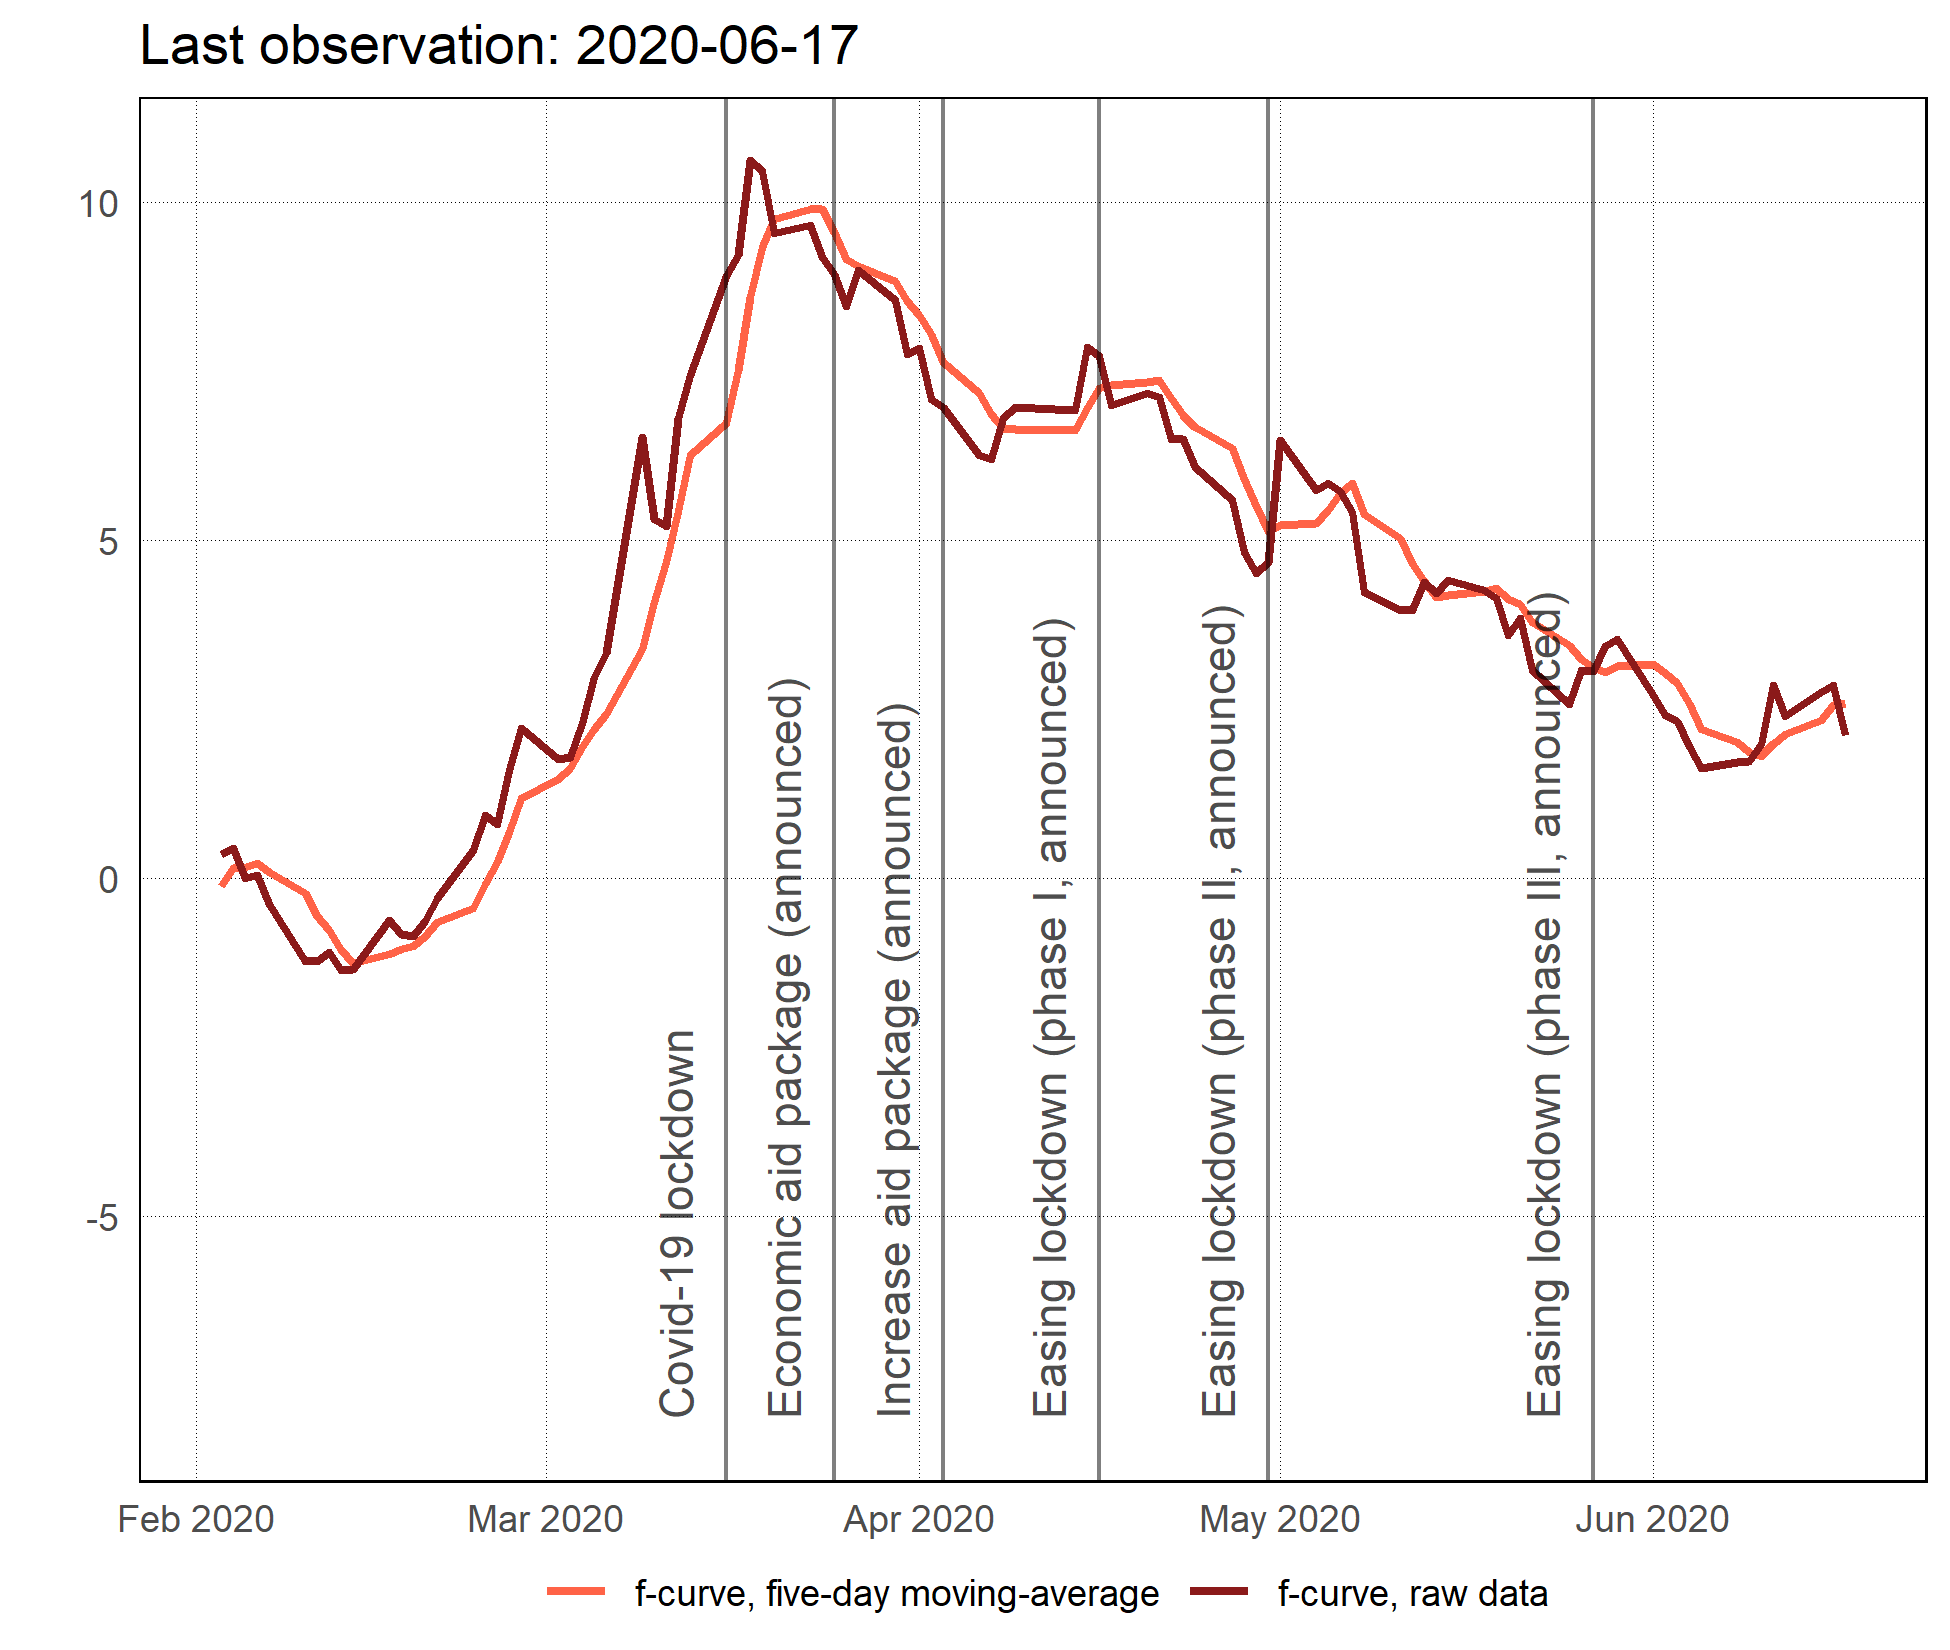 Last observation: 2020-06-17
10
5
0
-5
Covid-19 lockdown
Economic aid package (announced)
Increase aid package (announced)
Easing lockdown (phase I, announced)
Easing lockdown (phase II, announced)
Easing lockdown (phase III, announced)
Feb 2020
Mar 2020
Apr 2020
May 2020
Jun 2020
f-curve, five-day moving-average
f-curve, raw data